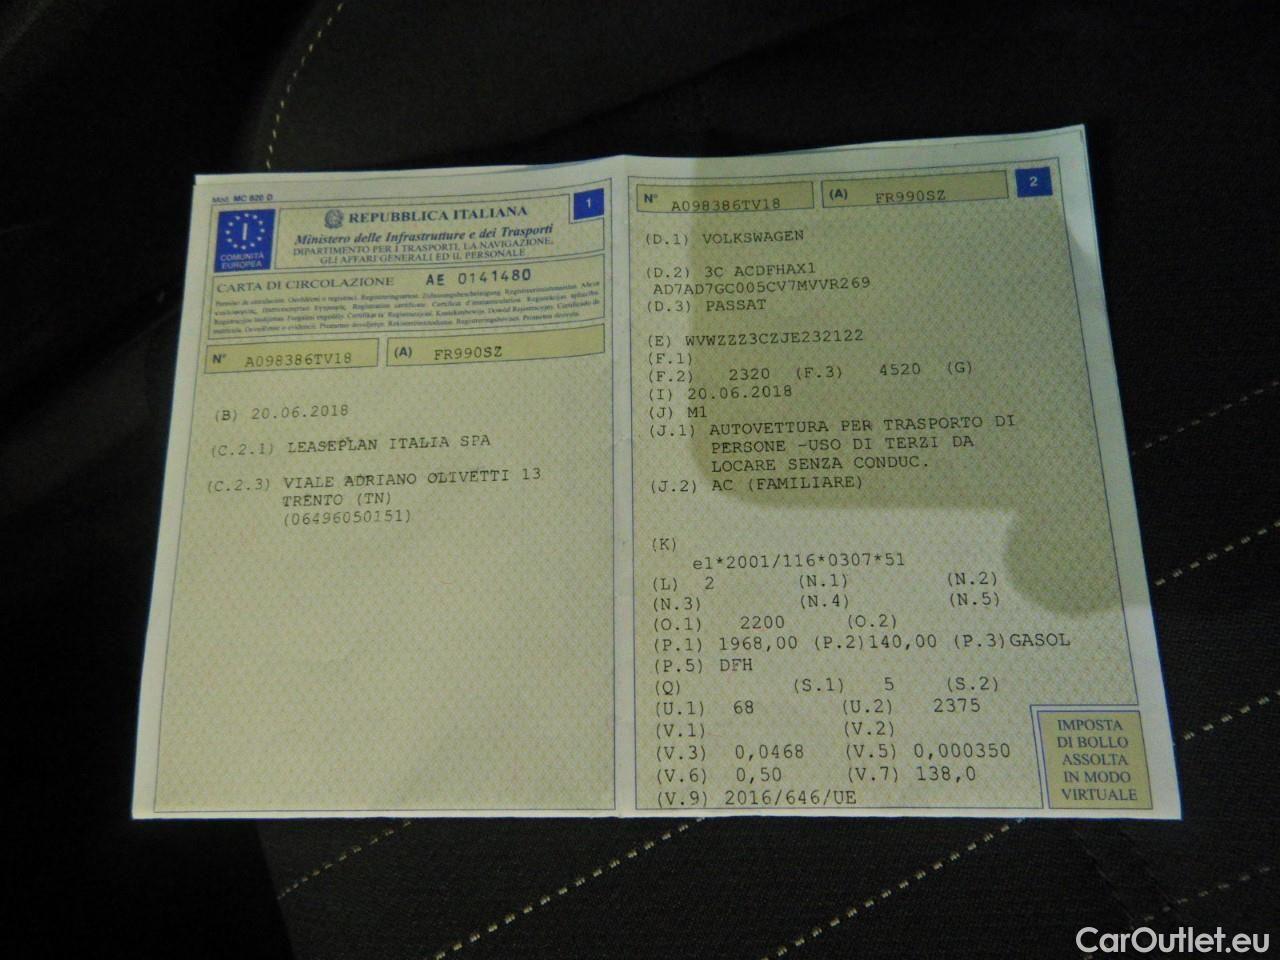 Mod. MC 820 D
1
I
COMUNITÀ
EUROPEA
REPUBBLICA ITALIANA
Ministero delle Infrastrutture e dei Trasporti
DIPARTIMENTO PER I TRASPORTI, LA NAVIGAZIONE,
GLI AFFARI GENERALI ED IL PERSONALE
CARTA DI CIRCOLAZIONE AE 0141480
N° A098386TV18 (A) FR990SZ
(B) 20.06.2018
(C.2.1) LEASEPLAN ITALIA SPA
(C.2.3) VIALE ADRIANO OLIVETTI 13
TRENTO (TN)
(06496050151)
2
N° A098386TV18 (A) FR990SZ
(D.1) VOLKSWAGEN
(D.2) 3C ACDFHAX1
AD7AD7GC005CV7MVVR269
(D.3) PASSAT
(E) WVWZZZ3CZJE232122
(F.1)
(F.2) 2320 (F.3) 4520 (G)
(I) 20.06.2018
(J) M1
(J.1) AUTOVETTURA PER TRASPORTO DI
PERSONE -USO DI TERZI DA
LOCARE SENZA CONDUC.
(J.2) AC (FAMILIARE)
(K)
e1*2001/116*0307*51
(L) 2 (N.1) (N.2)
(N.3) (N.4) (N.5)
(O.1) 2200 (O.2)
(P.1) 1968,00 (P.2)140,00 (P.3)GASOL
(P.5) DFH
(Q) (S.1) 5 (S.2)
(U.1) 68 (U.2) 2375
(V.1) (V.2)
(V.3) 0,0468 (V.5) 0,000350
(V.6) 0,50 (V.7) 138,0
(V.9) 2016/646/UE
IMPOSTA
DI BOLLO
ASSOLTA
IN MODO
VIRTUALE
CarOutlet.eu